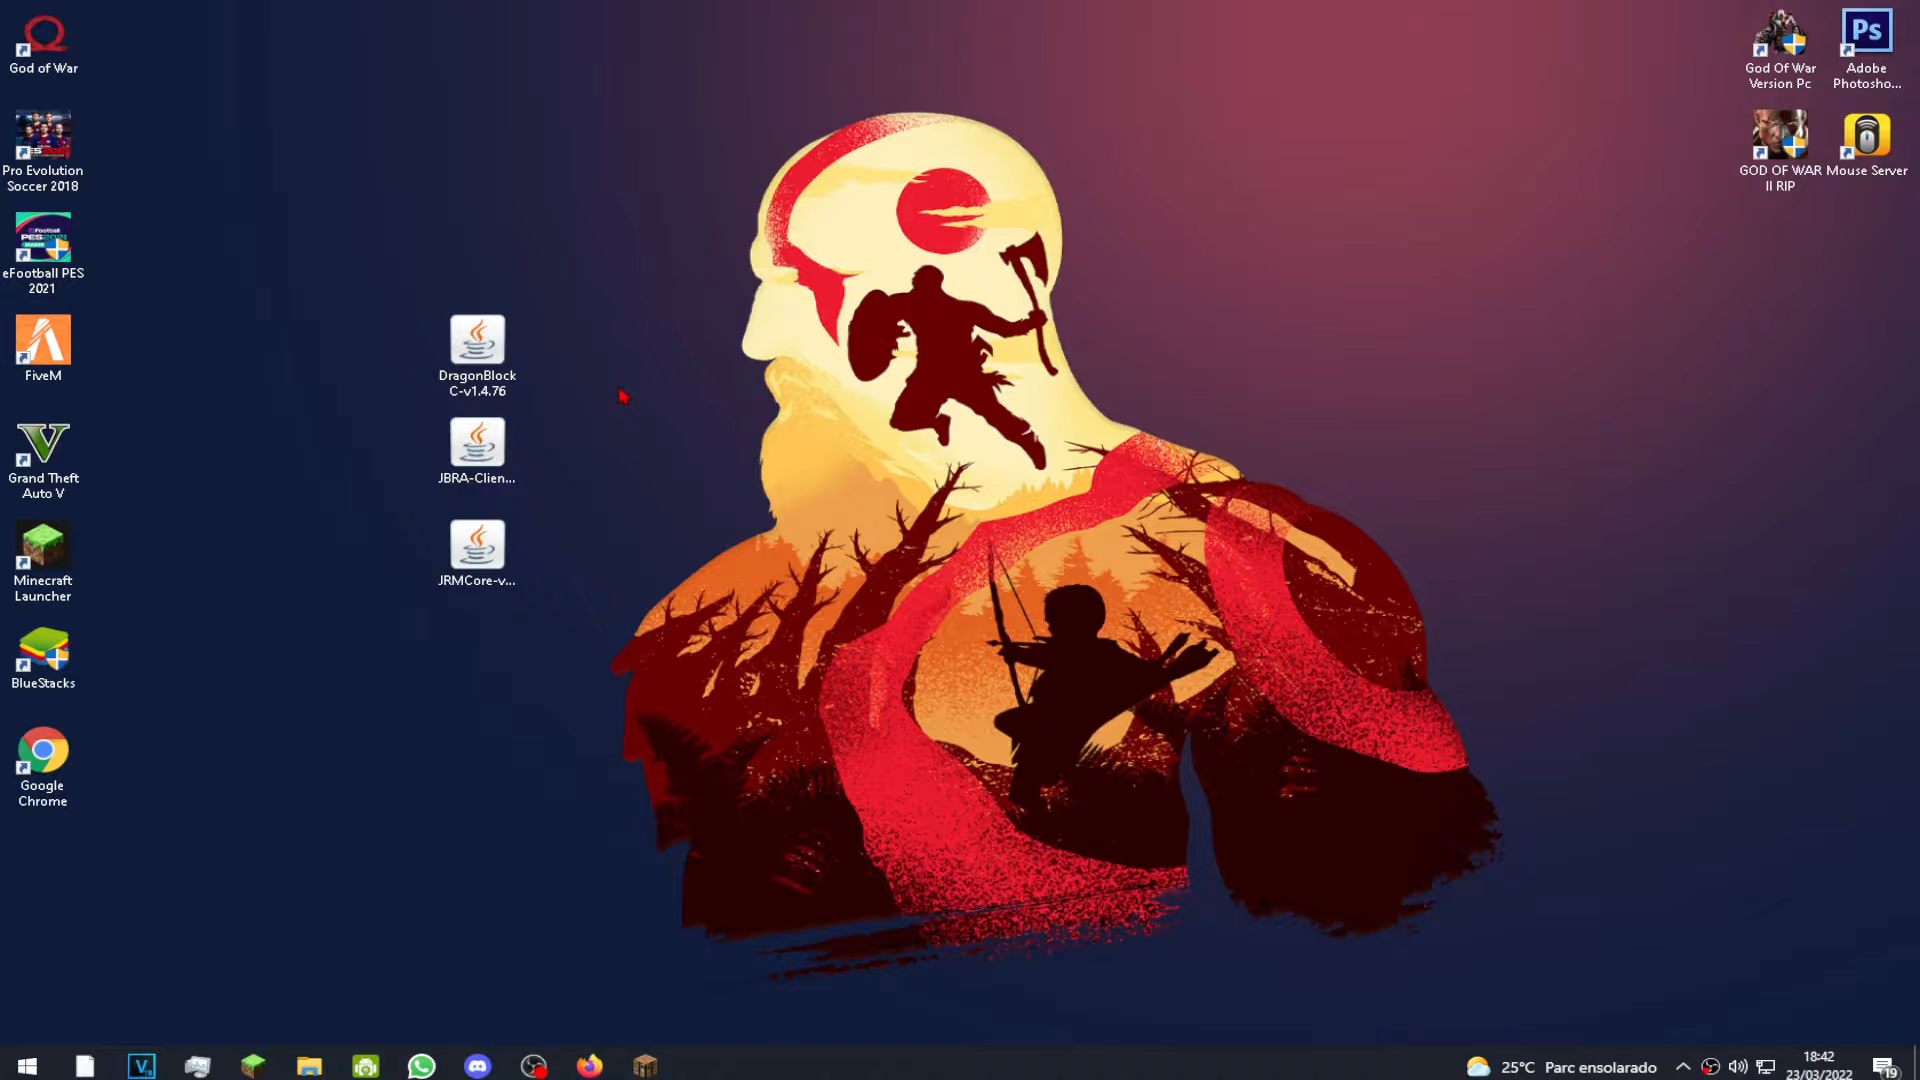 God of War
Pro Evolution
Soccer 2018
eFootball PES
2021
FiveM
Grand Theft
Auto V
Minecraft
Launcher
BlueStacks
Google
Chrome
DragonBlock
C-v1.4.76
JBRA-Clien...
JRMCore-v...
God Of War
Version Pc
Ps
Adobe
Photosho...
GOD OF WAR
II RIP
Mouse Server
25°C Parc ensolarado
18:42
23/03/2022
19